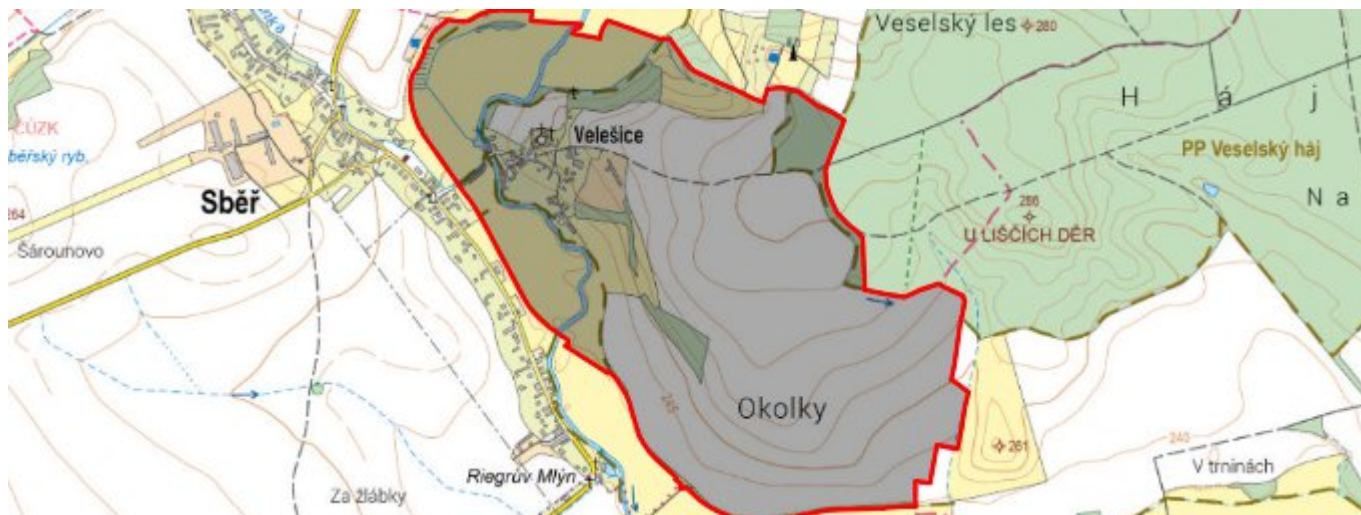 Veselský les 280
H á j
ČÚZK
Velešice
běřský ryb.
PP Veselský háj
Sběř
286
N a
264
U LIŠČÍCH DĚR
Šárounovo
245
Okolky
261
240
V trninách
Riegrův Mlýn
Za žlábky